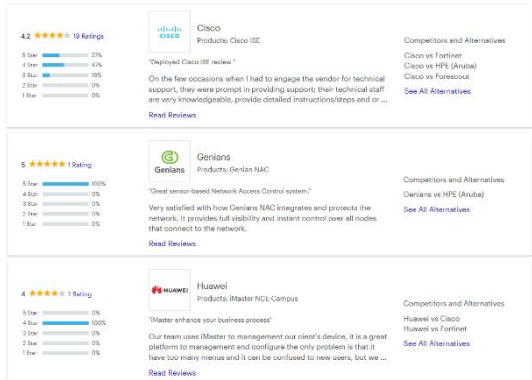 4.2 19 Ratings
5 Star 37%
4 Star 47%
3 Star 16%
2 Star 0%
1 Star 0%
CISCO
Cisco
Products: Cisco ISE
"Deployed Cisco ISE review "
On the few occasions when I had to engage the vendor for technical
support, they were prompt in providing support; their technical staff
are very knowledgeable, provide detailed instructions/steps and or ...
Read Reviews
Competitors and Alternatives
Cisco vs Fortinet
Cisco vs HPE (Aruba)
Cisco vs Forescout
See All Alternatives
5 1 Rating
5 Star 100%
4 Star 0%
3 Star 0%
2 Star 0%
1 Star 0%
Genians
Genians
Products: Genian NAC
"Great sensor-based Network Access Control system."
Very satisfied with how Genians NAC integrates and protects the
network. It provides full visibility and instant control over all nodes
that connect to the network.
Read Reviews
Competitors and Alternatives
Genians vs HPE (Aruba)
See All Alternatives
4 1 Rating
5 Star 0%
4 Star 100%
3 Star 0%
2 Star 0%
1 Star 0%
HUAWEI
Huawei
Products: iMaster NCE-Campus
"iMaster enhance your business process"
Our team uses iMaster to management our cient's device, it is a great
platform to management and configure the only problem is that it
have too many menus and it can be confused to new users, but we ...
Read Reviews
Competitors and Alternatives
Huawei vs Cisco
Huawei vs Fortinet
See All Alternatives